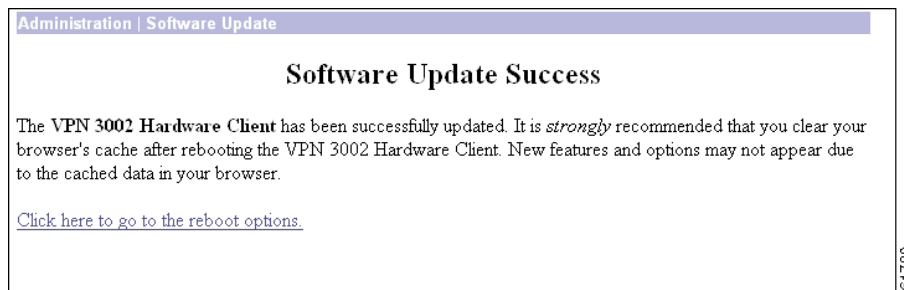 Administration | Software Update
Software Update Success
The VPN 3002 Hardware Client has been successfully updated. It is strongly recommended that you clear your
browser's cache after rebooting the VPN 3002 Hardware Client. New features and options may not appear due
to the cached data in your browser.
Click here to go to the reboot options.